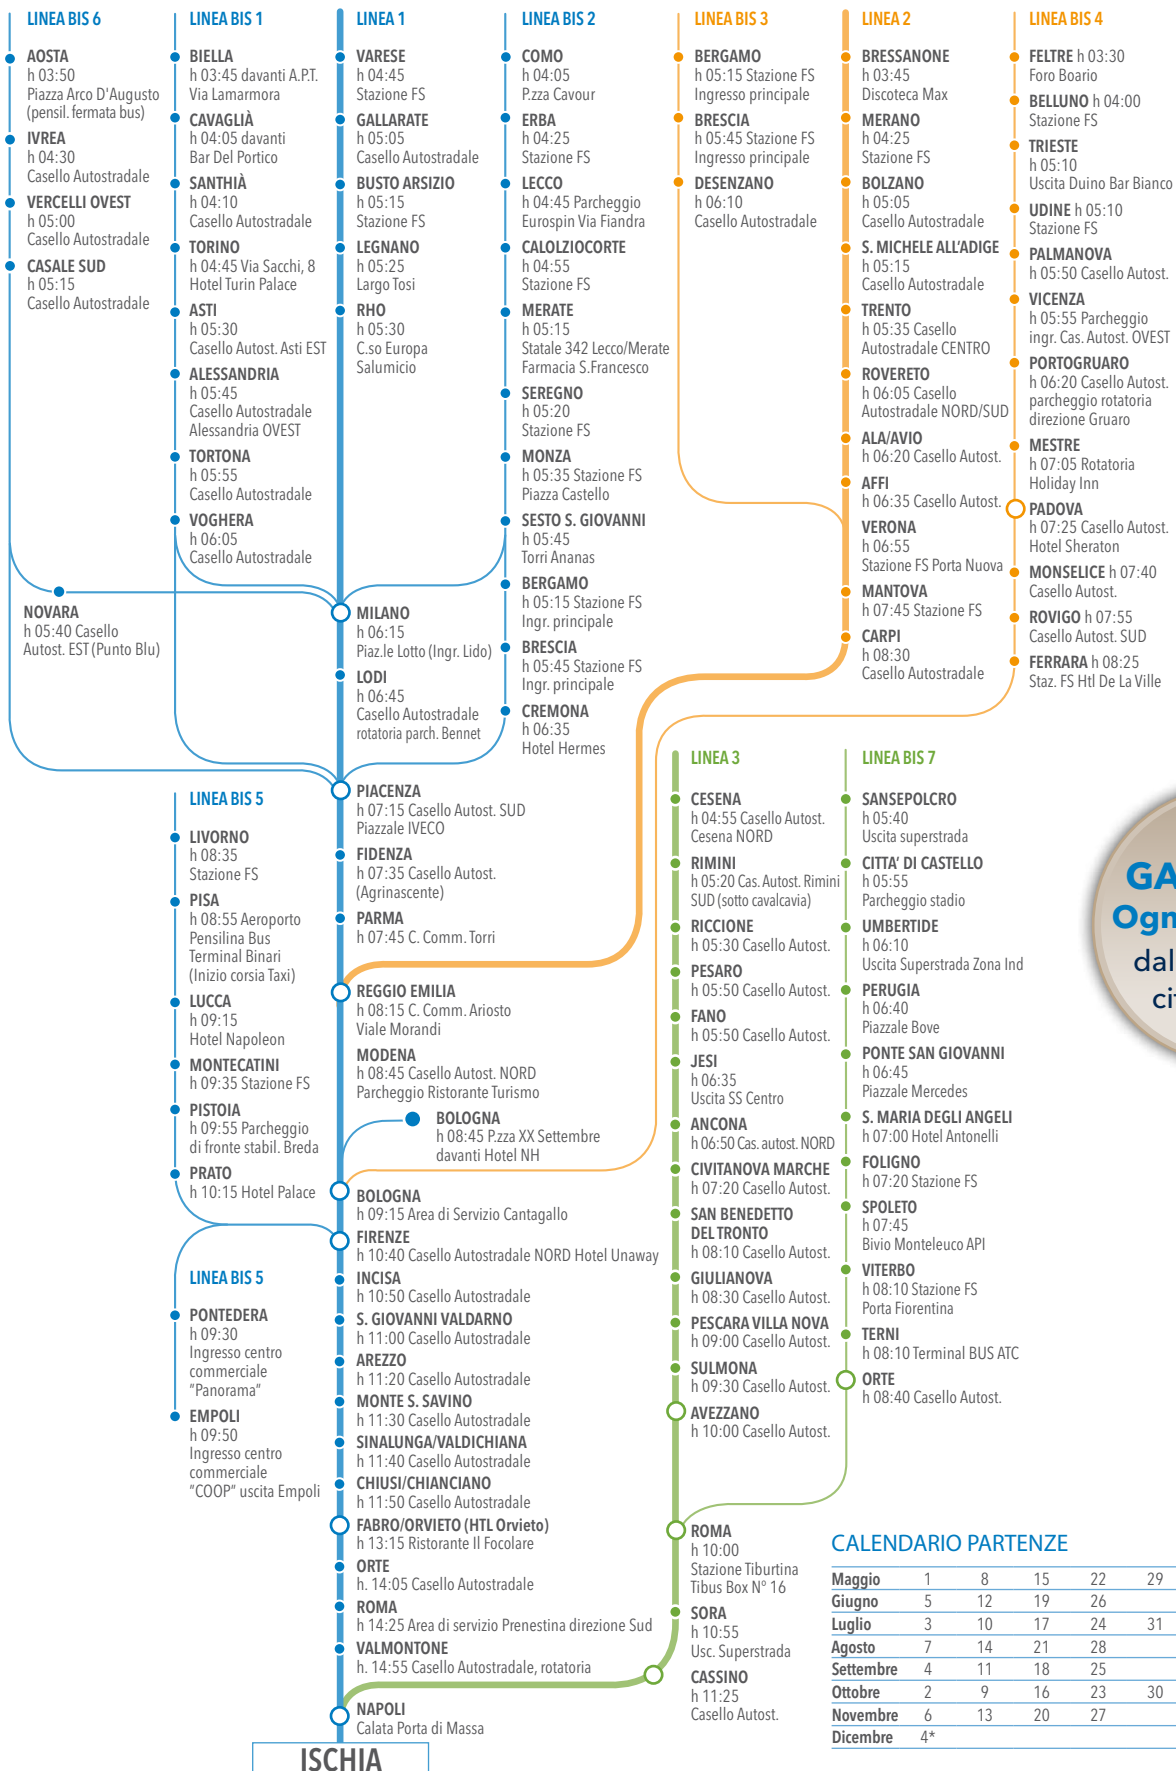 LINEA BIS 6
AOSTA
h 03:50
Piazza Arco D'Augusto
(pensil. fermata bus)
IVREA
h 04:30
Casello Autostradale
VERCELLI OVEST
h 05:00
Casello Autostradale
CASALE SUD
h 05:15
Casello Autostradale
NOVARA
h 05:40 Casello
Autost. EST (Punto Blu)
LINEA BIS 1
BIELLA
h 03:45 davanti A.P.T.
Via Lamarmora
CAVAGLIÀ
h 04:05 davanti
Bar Del Portico
SANTHIÀ
h 04:10
Casello Autostradale
TORINO
h 04:45 Via Sacchi, 8
Hotel Turin Palace
ASTI
h 05:30
Casello Autost. Asti EST
ALESSANDRIA
h 05:45
Casello Autostradale
Alessandria OVEST
TORTONA
h 05:55
Casello Autostradale
VOGHERA
h 06:05
Casello Autostradale
LINEA 1
VARESE
h 04:45
Stazione FS
GALLARATE
h 05:05
Casello Autostradale
BUSTO ARSIZIO
h 05:15
Stazione FS
LEGNANO
h 05:25
Largo Tosi
RHO
h 05:30
C.so Europa
Salumicio
MILANO
h 06:15
Piaz.le Lotto (Ingr. Lido)
LODI
h 06:45
Casello Autostradale
rotatoria parch. Bennet
PIACENZA
h 07:15 Casello Autost. SUD
Piazzale IVECO
FIDENZA
h 07:35 Casello Autost.
(Agrinascente)
PARMA
h 07:45 C. Comm. Torri
REGGIO EMILIA
h 08:15 C. Comm. Ariosto
Viale Morandi
MODENA
h 08:45 Casello Autost. NORD
Parcheggio Ristorante Turismo
BOLOGNA
h 08:45 P.zza XX Settembre
davanti Hotel NH
BOLOGNA
h 09:15 Area di Servizio Cantagallo
FIRENZE
h 10:40 Casello Autostradale NORD Hotel Unaway
INCISA
h 10:50 Casello Autostradale
S. GIOVANNI VALDARNO
h 11:00 Casello Autostradale
AREZZO
h 11:20 Casello Autostradale
MONTE S. SAVINO
h 11:30 Casello Autostradale
SINALUNGA/VALDICHIANA
h 11:40 Casello Autostradale
CHIUSI/CHIANCIANO
h 11:50 Casello Autostradale
FABRO/ORVIETO (HTL Orvieto)
h 13:15 Ristorante Il Focolare
ORTE
h. 14:05 Casello Autostradale
ROMA
h 14:25 Area di servizio Prenestina direzione Sud
VALMONTONE
h. 14:55 Casello Autostradale, rotatoria
NAPOLI
Calata Porta di Massa
ISCHIA
LINEA BIS 2
COMO
h 04:05
P.zza Cavour
ERBA
h 04:25
Stazione FS
LECCO
h 04:45 Parcheggio
Eurospin Via Fiandra
CALOLZIOCORTE
h 04:55
Stazione FS
MERATE
h 05:15
Statale 342 Lecco/Merate
Farmacia S.Francesco
SEREGNO
h 05:20
Stazione FS
MONZA
h 05:35 Stazione FS
Piazza Castello
SESTO S. GIOVANNI
h 05:45
Torri Ananas
BERGAMO
h 05:15 Stazione FS
Ingr. principale
BRESCIA
h 05:45 Stazione FS
Ingr. principale
CREMONA
h 06:35
Hotel Hermes
LINEA BIS 3
BERGAMO
h 05:15 Stazione FS
Ingresso principale
BRESCIA
h 05:45 Stazione FS
Ingresso principale
DESENZANO
h 06:10
Casello Autostradale
LINEA 2
BRESSANONE
h 03:45
Discoteca Max
MERANO
h 04:25
Stazione FS
BOLZANO
h 05:05
Casello Autostradale
S. MICHELE ALL'ADIGE
h 05:15
Casello Autostradale
TRENTO
h 05:35 Casello
Autostradale CENTRO
ROVERETO
h 06:05 Casello
Autostradale NORD/SUD
ALA/AVIO
h 06:20 Casello Autost.
AFFI
h 06:35 Casello Autost.
VERONA
h 06:55
Stazione FS Porta Nuova
MANTOVA
h 07:45 Stazione FS
CARPI
h 08:30
Casello Autostradale
LINEA BIS 4
FELTRE h 03:30
Foro Boario
BELLUNO h 04:00
Stazione FS
TRIESTE
h 05:10
Uscita Duino Bar Bianco
UDINE h 05:10
Stazione FS
PALMANOVA
h 05:50 Casello Autost.
VICENZA
h 05:55 Parcheggio
ingr. Cas. Autost. OVEST
PORTOGRUARO
h 06:20 Casello Autost.
parcheggio rotatoria
direzione Gruaro
MESTRE
h 07:05 Rotatoria
Holiday Inn
PADOVA
h 07:25 Casello Autost.
Hotel Sheraton
MONSELICE h 07:40
Casello Autost.
ROVIGO h 07:55
Casello Autost. SUD
FERRARA h 08:25
Staz. FS Htl De La Ville
LINEA BIS 5
LIVORNO
h 08:35
Stazione FS
PISA
h 08:55 Aeroporto
Pensilina Bus
Terminal Binari
(Inizio corsia Taxi)
LUCCA
h 09:15
Hotel Napoleon
MONTECATINI
h 09:35 Stazione FS
PISTOIA
h 09:55 Parcheggio
di fronte stabil. Breda
PRATO
h 10:15 Hotel Palace
LINEA BIS 5
PONTEDERA
h 09:30
Ingresso centro
commerciale
"Panorama"
EMPOLI
h 09:50
Ingresso centro
commerciale
"COOP" uscita Empoli
LINEA 3
CESENA
h 04:55 Casello Autost.
Cesena NORD
RIMINI
h 05:20 Cas. Autost. Rimini
SUD (sotto cavalcavia)
RICCIONE
h 05:30 Casello Autost.
PESARO
h 05:50 Casello Autost.
FANO
h 05:50 Casello Autost.
JESI
h 06:35
Uscita SS Centro
ANCONA
h 06:50 Cas. autost. NORD
CIVITANOVA MARCHE
h 07:20 Casello Autost.
SAN BENEDETTO
DEL TRONTO
h 08:10 Casello Autost.
GIULIANOVA
h 08:30 Casello Autost.
PESCARA VILLA NOVA
h 09:00 Casello Autost.
SULMONA
h 09:30 Casello Autost.
AVEZZANO
h 10:00 Casello Autost.
ROMA
h 10:00
Stazione Tiburtina
Tibus Box N° 16
SORA
h 10:55
Usc. Superstrada
CASSINO
h 11:25
Casello Autost.
LINEA BIS 7
SANSEPOLCRO
h 05:40
Uscita superstrada
CITTA' DI CASTELLO
h 05:55
Parcheggio stadio
UMBERTIDE
h 06:10
Uscita Superstrada Zona Ind
PERUGIA
h 06:40
Piazzale Bove
PONTE SAN GIOVANNI
h 06:45
Piazzale Mercedes
S. MARIA DEGLI ANGELI
h 07:00 Hotel Antonelli
FOLIGNO
h 07:20 Stazione FS
SPOLETO
h 07:45
Bivio Monteleuco API
VITERBO
h 08:10 Stazione FS
Porta Fiorentina
TERNI
h 08:10 Terminal BUS ATC
ORTE
h 08:40 Casello Autost.
GA
Ogn
dal
ci
CALENDARIO PARTENZE
Maggio 1 8 15 22 29
Giugno 5 12 19 26
Luglio 3 10 17 24 31
Agosto 7 14 21 28
Settembre 4 11 18 25
Ottobre 2 9 16 23 30
Novembre 6 13 20 27
Dicembre 4*